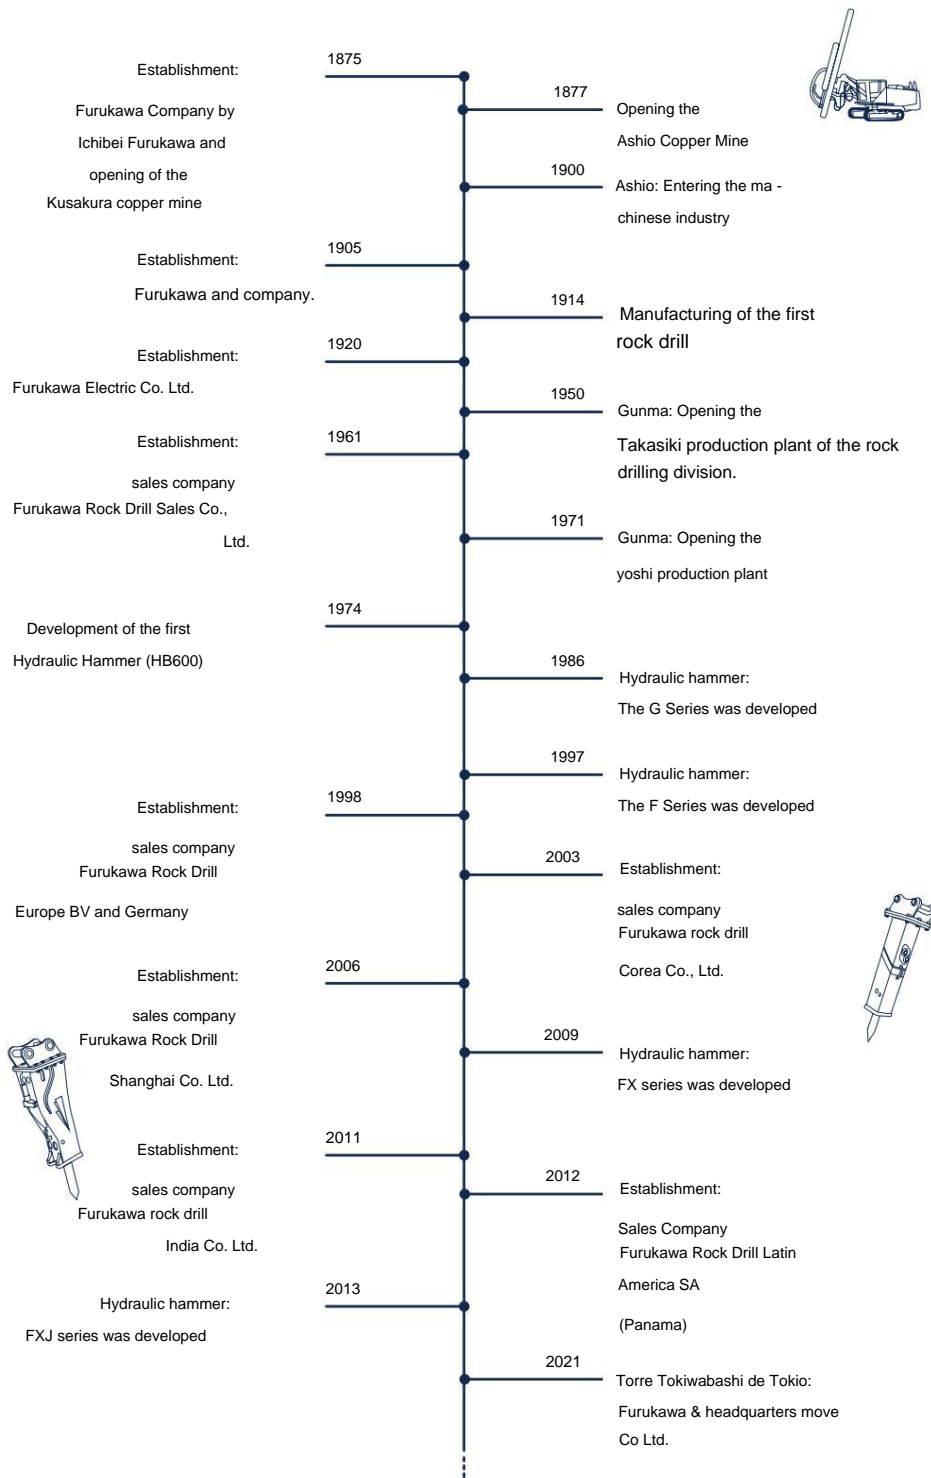 1875
Establishment:
Furukawa Company by
Ichibei Furukawa and
opening of the
Kusakura copper mine
1877
Opening the
Ashio Copper Mine
1900
Ashio: Entering the ma -
chinese industry
1905
Establishment:
Furukawa and company.
1914
Manufacturing of the first
rock drill
1920
Establishment:
Furukawa Electric Co. Ltd.
1950
Gunma: Opening the
Takasiki production plant of the rock
drilling division.
1961
Establishment:
sales company
Furukawa Rock Drill Sales Co.,
Ltd.
1971
Gunma: Opening the
yoshi production plant
1974
Development of the first
Hydraulic Hammer (HB600)
1986
Hydraulic hammer:
The G Series was developed
1997
Hydraulic hammer:
The F Series was developed
1998
Establishment:
sales company
Furukawa Rock Drill
Europe BV and Germany
2003
Establishment:
sales company
Furukawa rock drill
Corea Co., Ltd.
2006
Establishment:
sales company
Furukawa Rock Drill
Shanghai Co. Ltd.
2009
Hydraulic hammer:
FX series was developed
2011
Establishment:
sales company
Furukawa rock drill
India Co. Ltd.
2012
Establishment:
Sales Company
Furukawa Rock Drill Latin
America SA
(Panama)
2013
Hydraulic hammer:
FXJ series was developed
2021
Torre Tokiwabashi de Tokio:
Furukawa & headquarters move
Co Ltd.